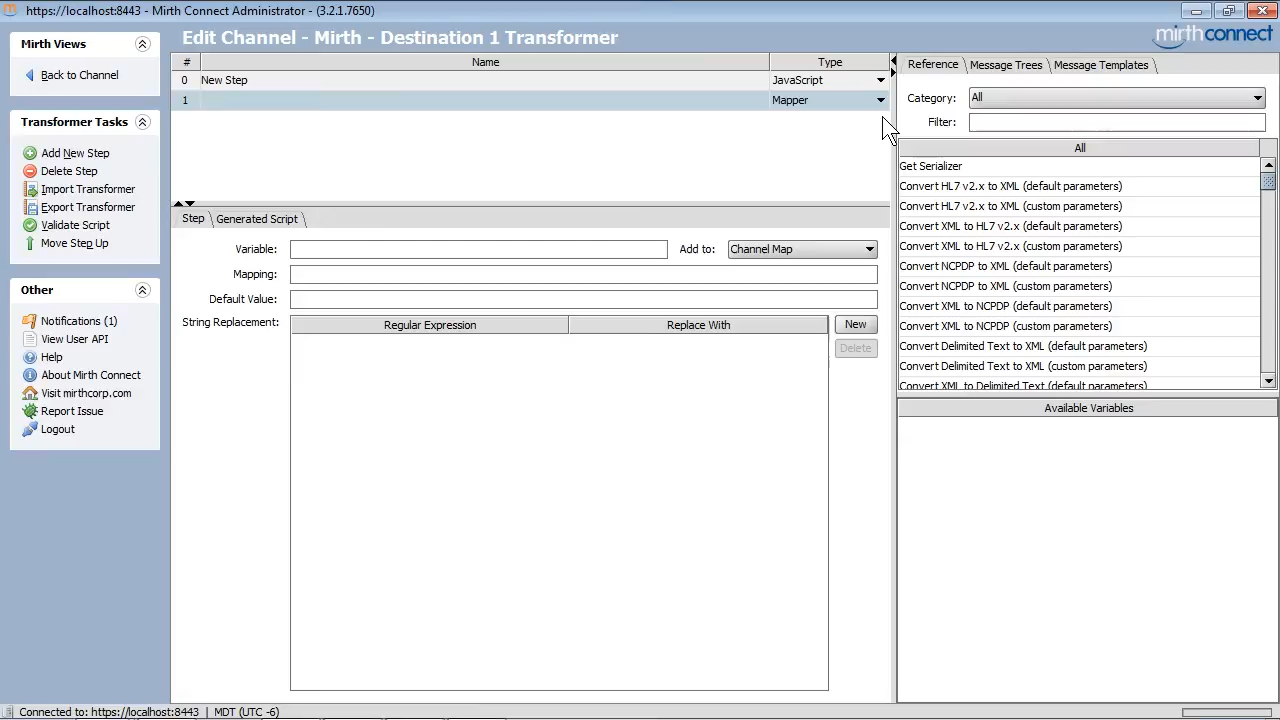 https://localhost:8443 - Mirth Connect Administrator - (3.2.1.7650)
Mirth Views
Back to Channel
Transformer Tasks
Add New Step
Delete Step
Import Transformer
Export Transformer
Validate Script
Move Step Up
Other
Notifications (1)
View User API
Help
About Mirth Connect
Visit mirthcorp.com
Report Issue
Logout
Edit Channel - Mirth - Destination 1 Transformer
mirthconnect
# Name Type
0 New Step JavaScript
1 Mapper
Step Generated Script
Variable: Add to: Channel Map
Mapping:
Default Value:
String Replacement: Regular Expression Replace With New
Delete
Reference Message Trees Message Templates
Category: All
Filter:
All
Get Serializer
Convert HL7 v2.x to XML (default parameters)
Convert HL7 v2.x to XML (custom parameters)
Convert XML to HL7 v2.x (default parameters)
Convert XML to HL7 v2.x (custom parameters)
Convert NCPDP to XML (default parameters)
Convert NCPDP to XML (custom parameters)
Convert XML to NCPDP (default parameters)
Convert XML to NCPDP (custom parameters)
Convert Delimited Text to XML (default parameters)
Convert Delimited Text to XML (custom parameters)
Convert XML to Delimited Text (default parameters)
Available Variables
Connected to: https://localhost:8443 | MDT (UTC -6)